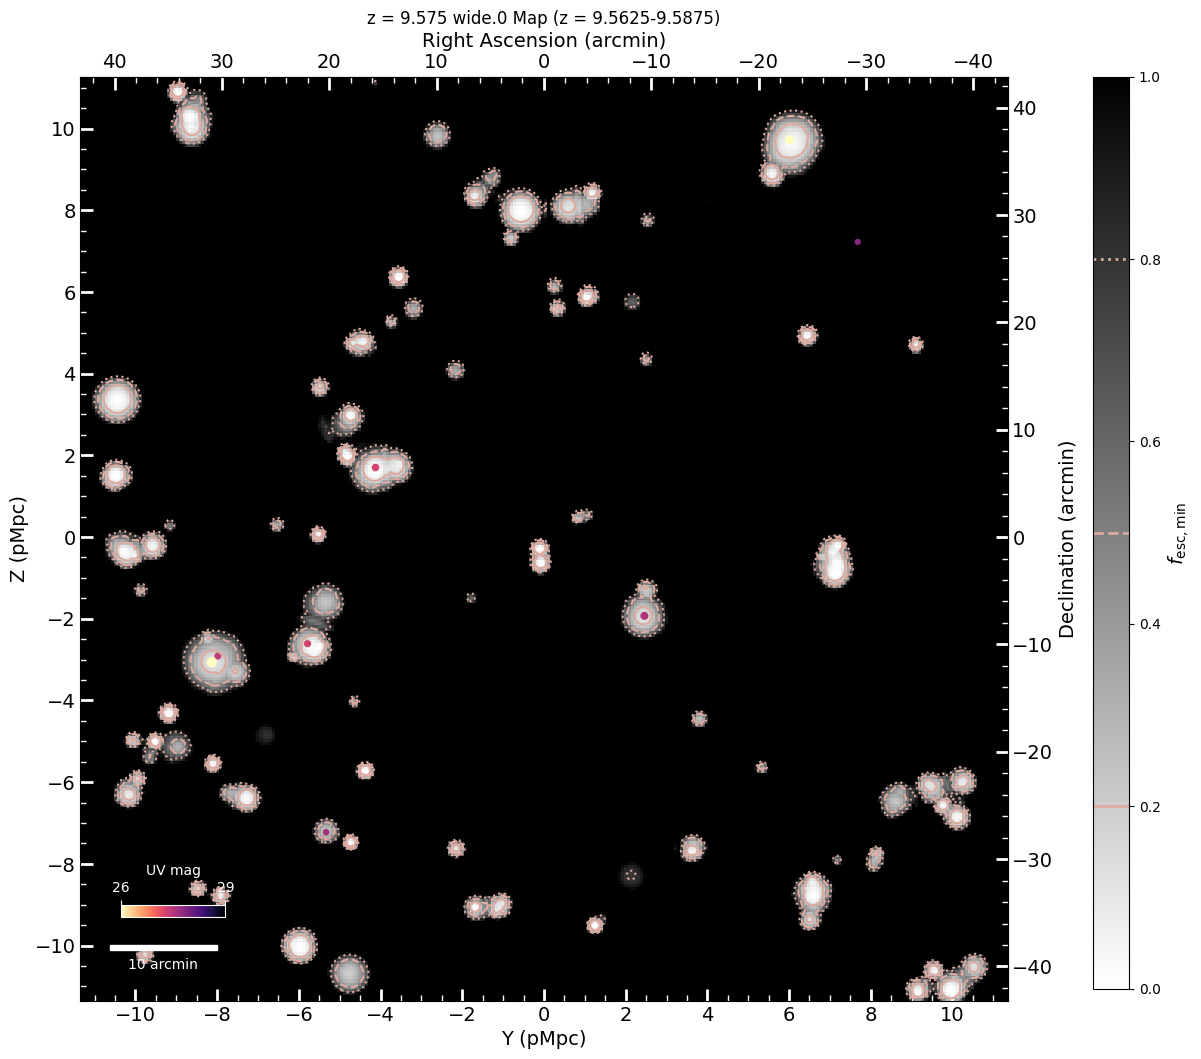 z = 9.575 wide.0 Map (z = 9.5625-9.5875)
Right Ascension (arcmin)
40 30 20 10 0 −10 −20 −30 −40
10
8
6
4
2
0
−2
−4
−6
−8
−10
Z (pMpc)
40
30
20
10
0
−10
−20
−30
−40
Declination (arcmin)
1.0
0.8
0.6
0.4
0.2
0.0
fesc, min
UV mag
26 29
10 arcmin
−10 −8 −6 −4 −2 0 2 4 6 8 10
Y (pMpc)